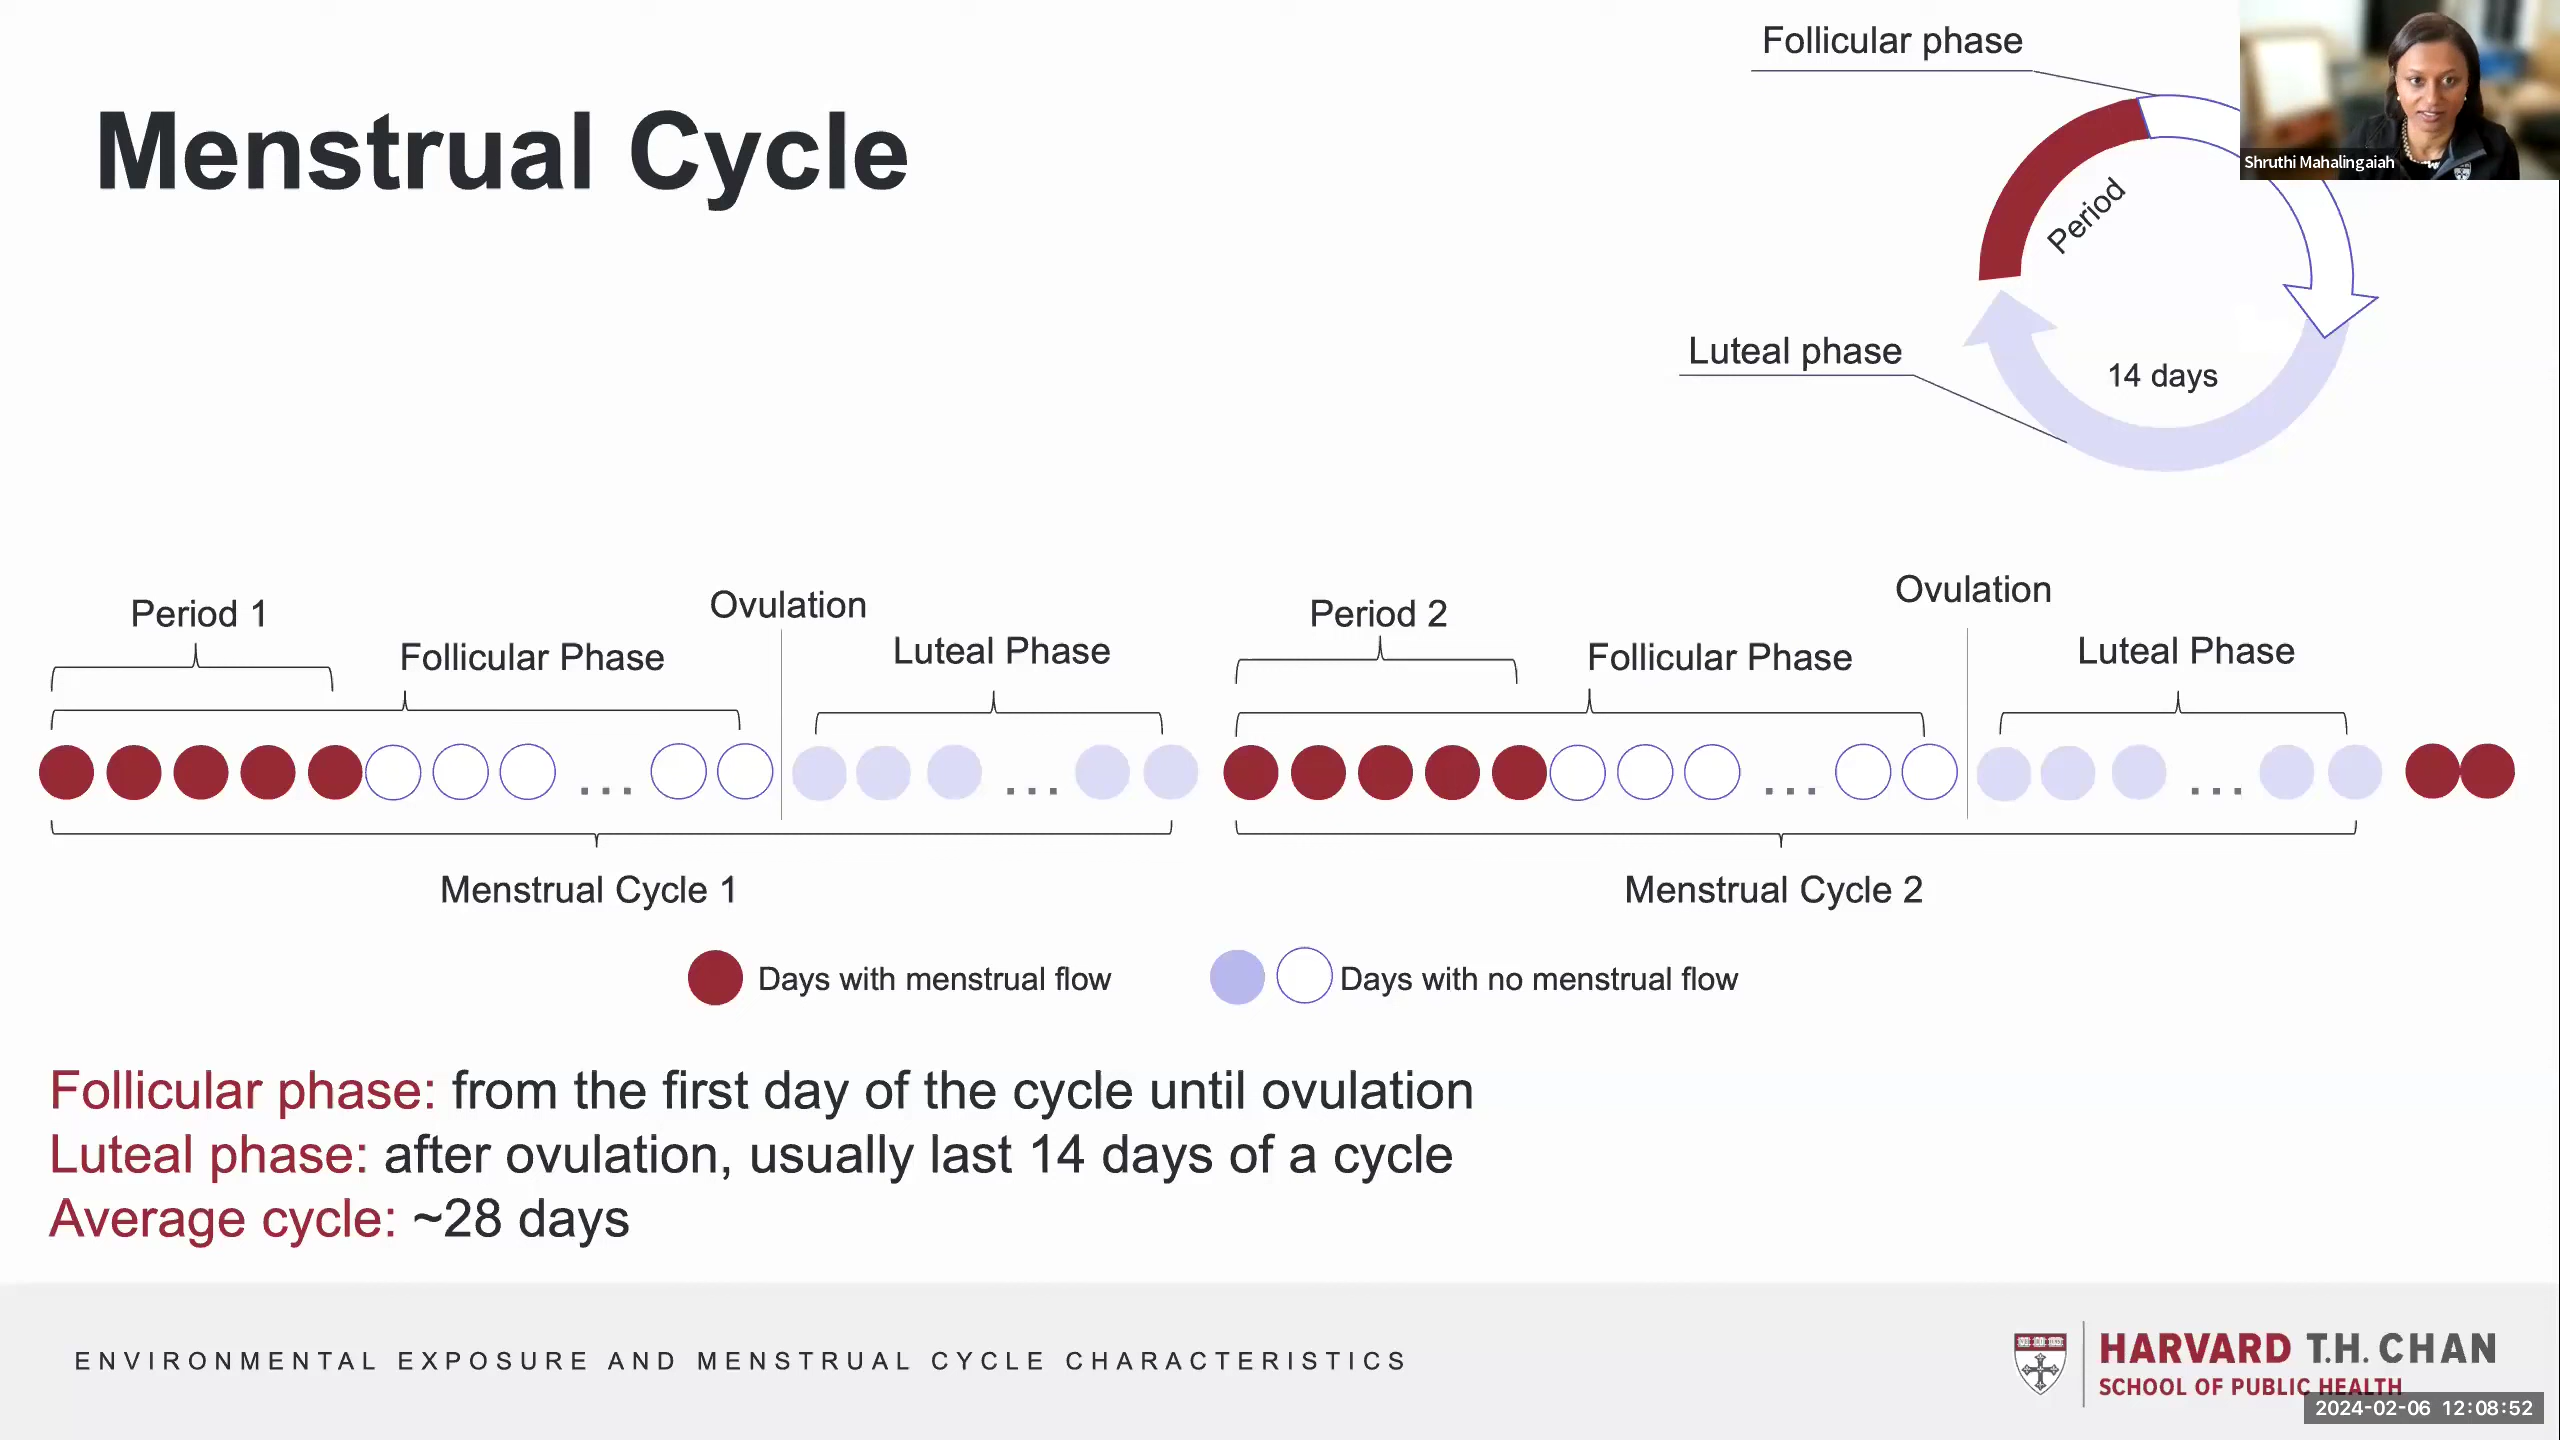 Follicular phase
Menstrual Cycle
Shruthi Mahalingaiah
Period
Luteal phase
14 days
Period 1
Follicular Phase
Ovulation
Luteal Phase
Period 2
Follicular Phase
Ovulation
Luteal Phase
...
...
...
...
Menstrual Cycle 1
Menstrual Cycle 2
Days with menstrual flow
Days with no menstrual flow
Follicular phase: from the first day of the cycle until ovulation
Luteal phase: after ovulation, usually last 14 days of a cycle
Average cycle: ~28 days
ENVIRONMENTAL EXPOSURE AND MENSTRUAL CYCLE CHARACTERISTICS
HARVARD T.H. CHAN
SCHOOL OF PUBLIC HEALTH
2024-02-06 12:08:52